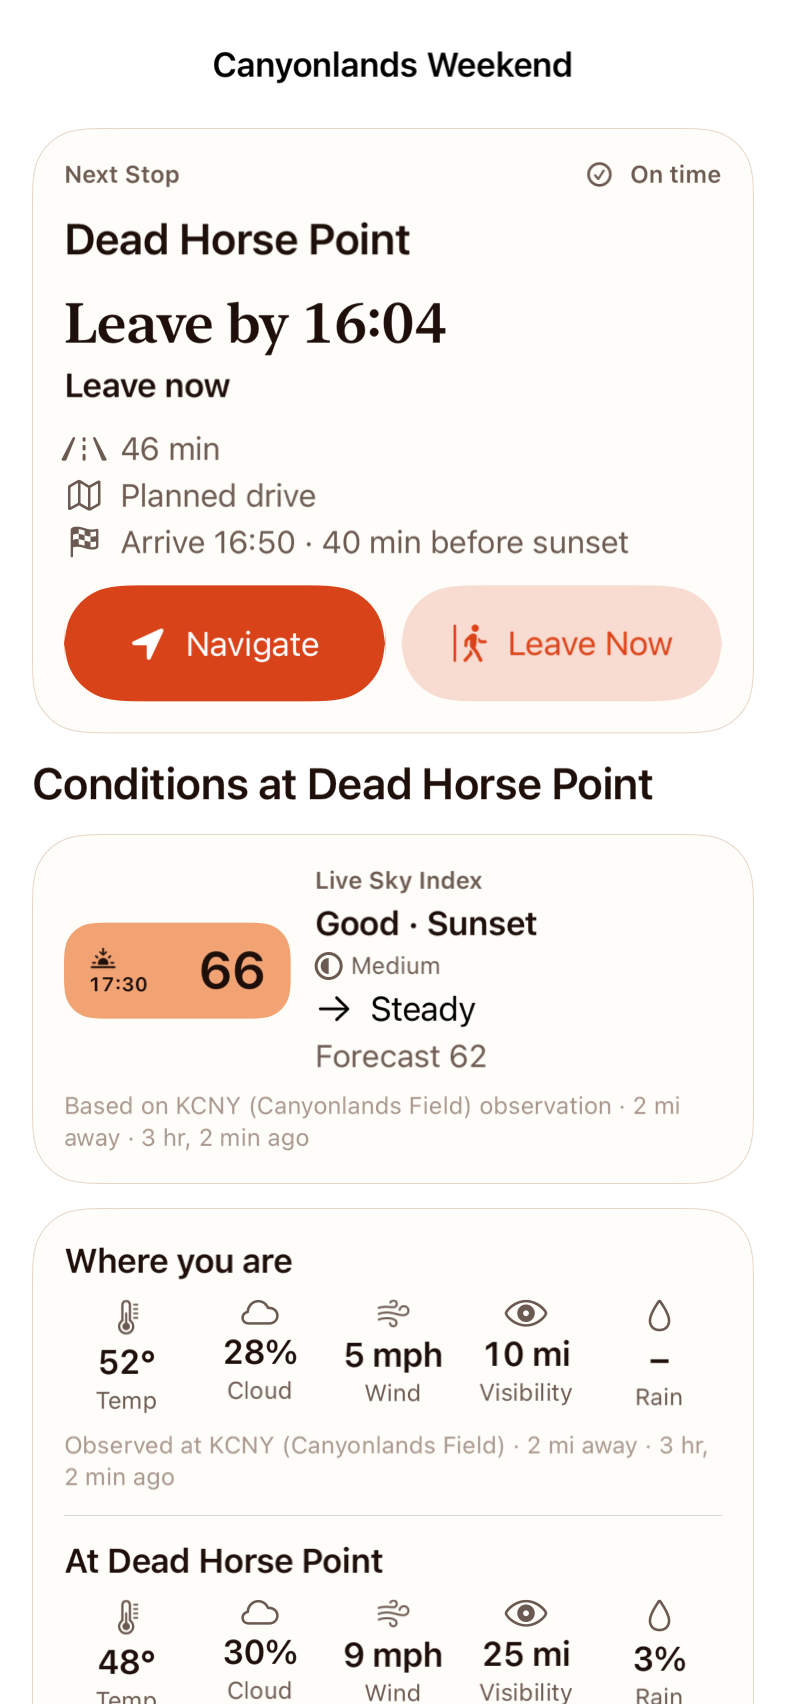 Canyonlands Weekend
Next Stop
On time
Dead Horse Point
Leave by 16:04
Leave now
46 min
Planned drive
Arrive 16:50 · 40 min before sunset
Navigate
Leave Now
Conditions at Dead Horse Point
Live Sky Index
Good · Sunset
17:30
66
Medium
→ Steady
Forecast 62
Based on KCNY (Canyonlands Field) observation · 2 mi
away · 3 hr, 2 min ago
Where you are
52° 28% 5 mph 10 mi –
Temp Cloud Wind Visibility Rain
Observed at KCNY (Canyonlands Field) · 2 mi away · 3 hr,
2 min ago
At Dead Horse Point
48° 30% 9 mph 25 mi 3%
Temp Cloud Wind Visibility Rain